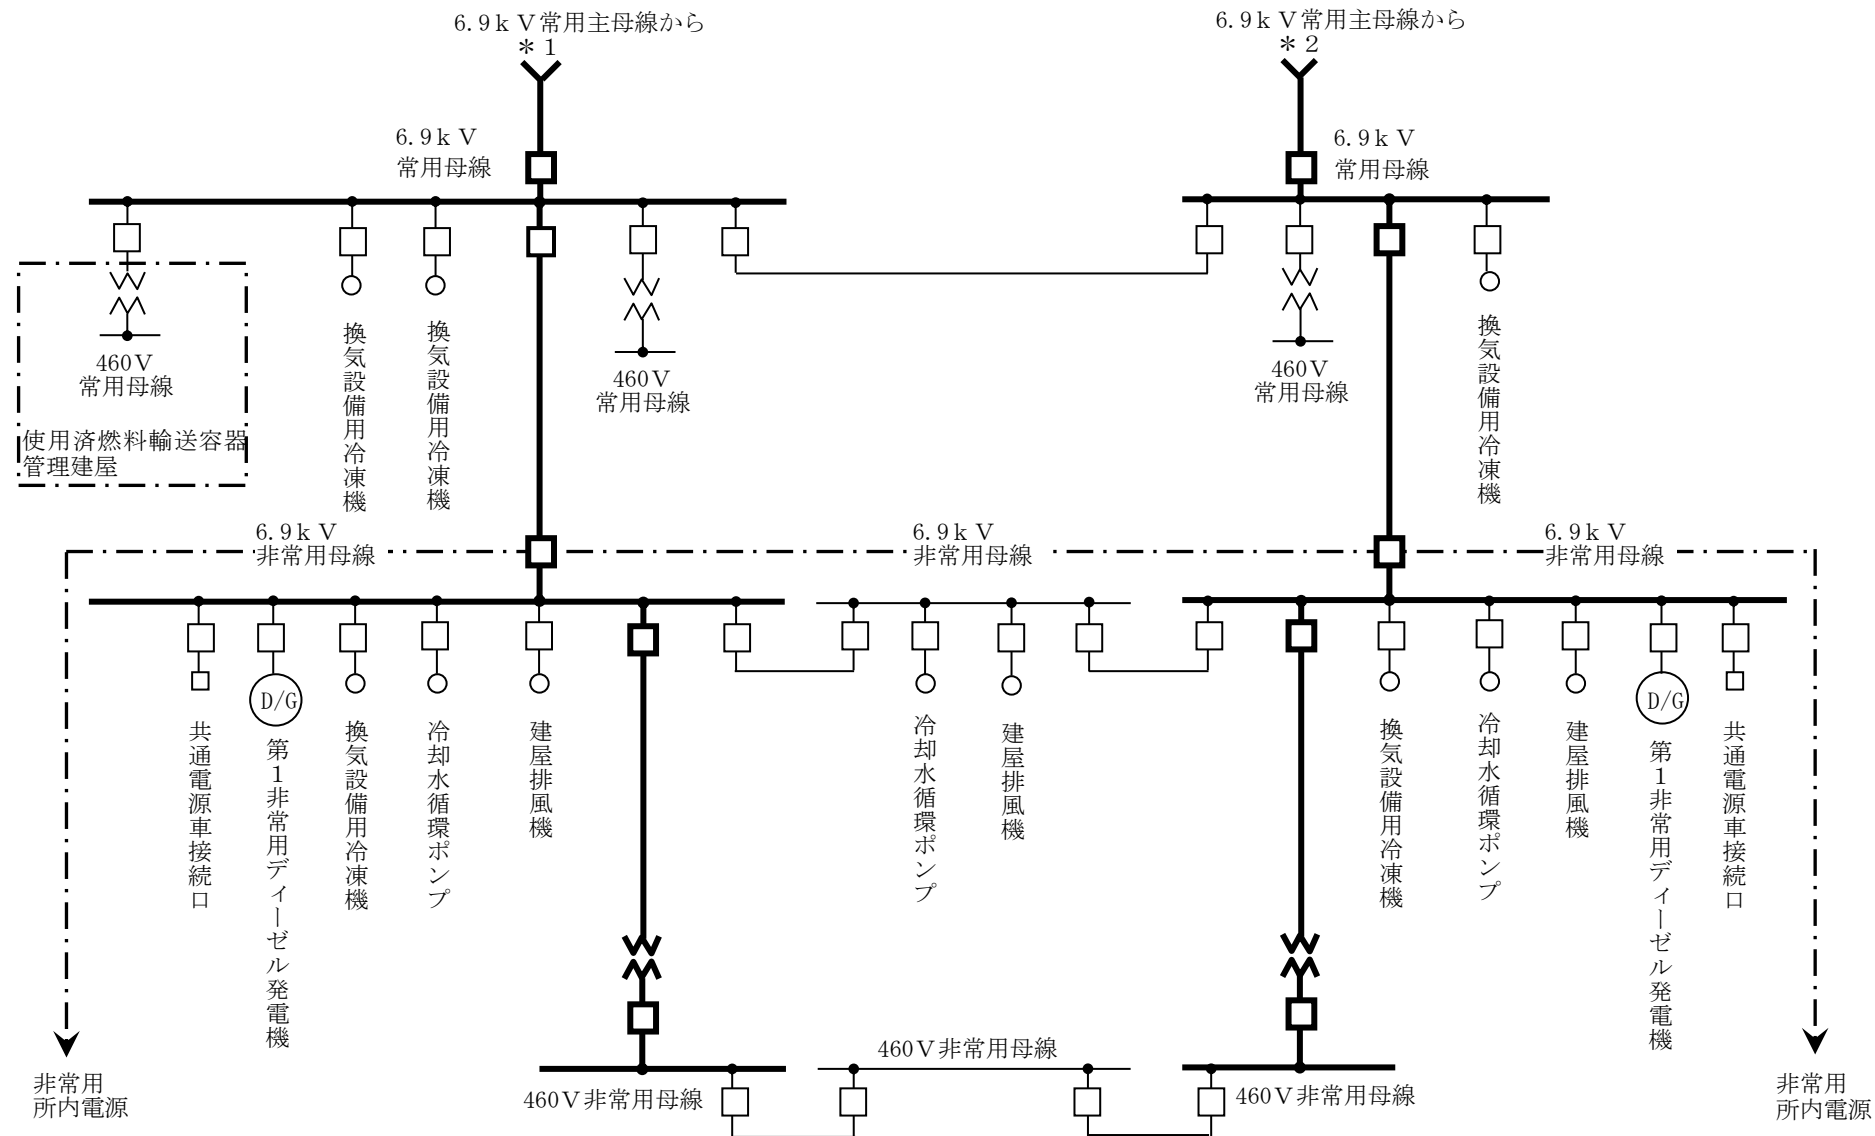 6.9kV常用主母線から
＊1
6.9kV常用主母線から
＊2
6.9kV
常用母線
6.9kV
常用母線
460V
常用母線
使用済燃料輸送容器
管理建屋
換気設備用冷凍機
換気設備用冷凍機
460V
常用母線
460V
常用母線
換気設備用冷凍機
6.9kV
非常用母線
6.9kV
非常用母線
6.9kV
非常用母線
D/G
D/G
共通電源車接続口
第1非常用ディーゼル発電機
換気設備用冷凍機
冷却水循環ポンプ
建屋排風機
冷却水循環ポンプ
建屋排風機
換気設備用冷凍機
冷却水循環ポンプ
建屋排風機
第1非常用ディーゼル発電機
共通電源車接続口
非常用
所内電源
460V非常用母線
460V非常用母線
460V非常用母線
非常用
所内電源